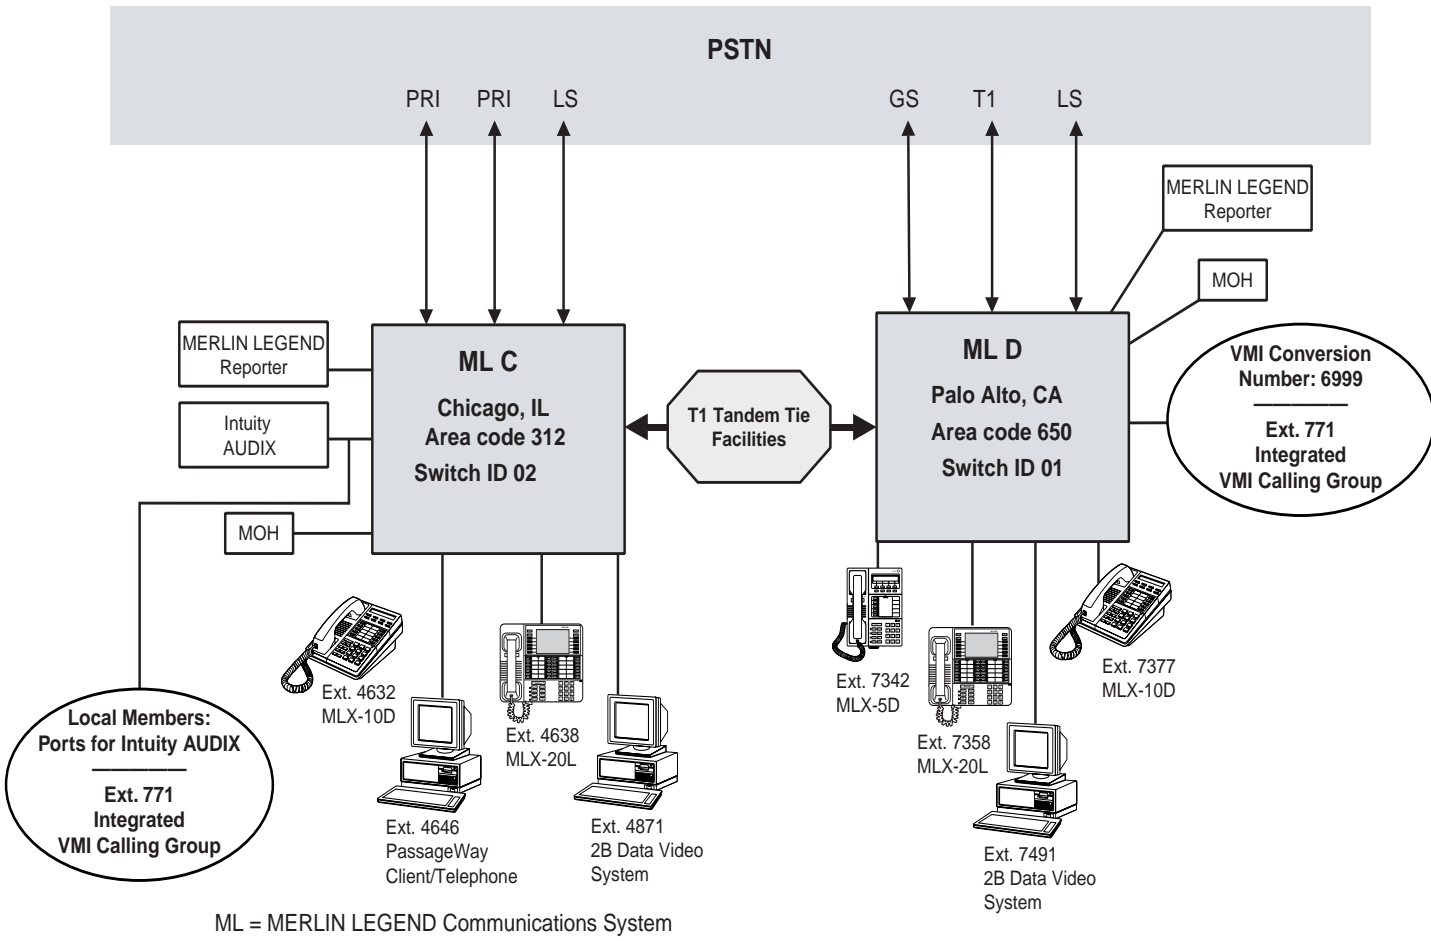 PSTN
PRI
PRI
LS
GS
T1
LS
MERLIN LEGEND
Reporter
MOH
MERLIN LEGEND
Reporter
Intuity
AUDIX
MOH
ML C
Chicago, IL
Area code 312
Switch ID 02
T1 Tandem Tie
Facilities
ML D
Palo Alto, CA
Area code 650
Switch ID 01
VMI Conversion
Number: 6999
Ext. 771
Integrated
VMI Calling Group
Local Members:
Ports for Intuity AUDIX
Ext. 771
Integrated
VMI Calling Group
Ext. 4632
MLX-10D
Ext. 4638
MLX-20L
Ext. 4646
PassageWay
Client/Telephone
Ext. 4871
2B Data Video
System
Ext. 7342
MLX-5D
Ext. 7358
MLX-20L
Ext. 7377
MLX-10D
Ext. 7491
2B Data Video
System
ML = MERLIN LEGEND Communications System